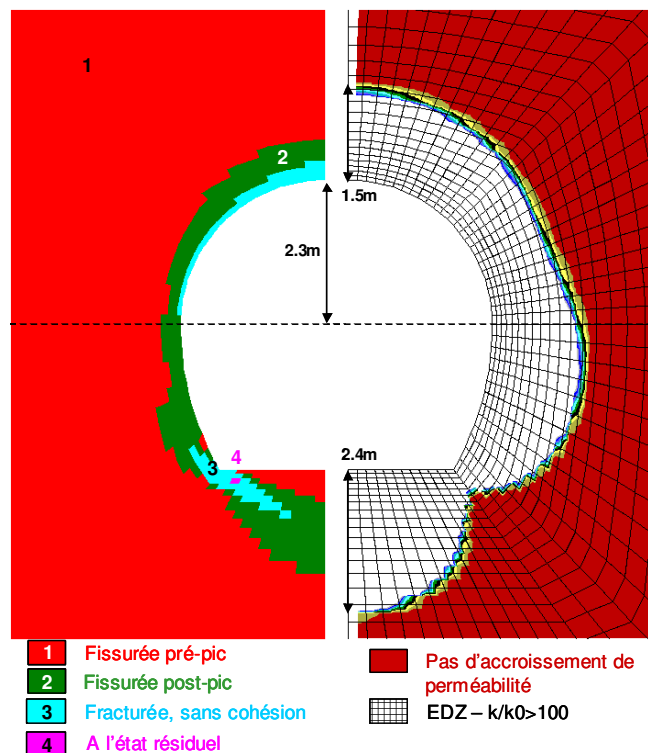 1
2
1.5m
2.3m
2.4m
4
3
1 Fissurée pré-pic
2 Fissurée post-pic
3 Fracturée, sans cohésion
4 A l'état résiduel
Pas d'accroissement de
perméabilité
EDZ – k/k0>100